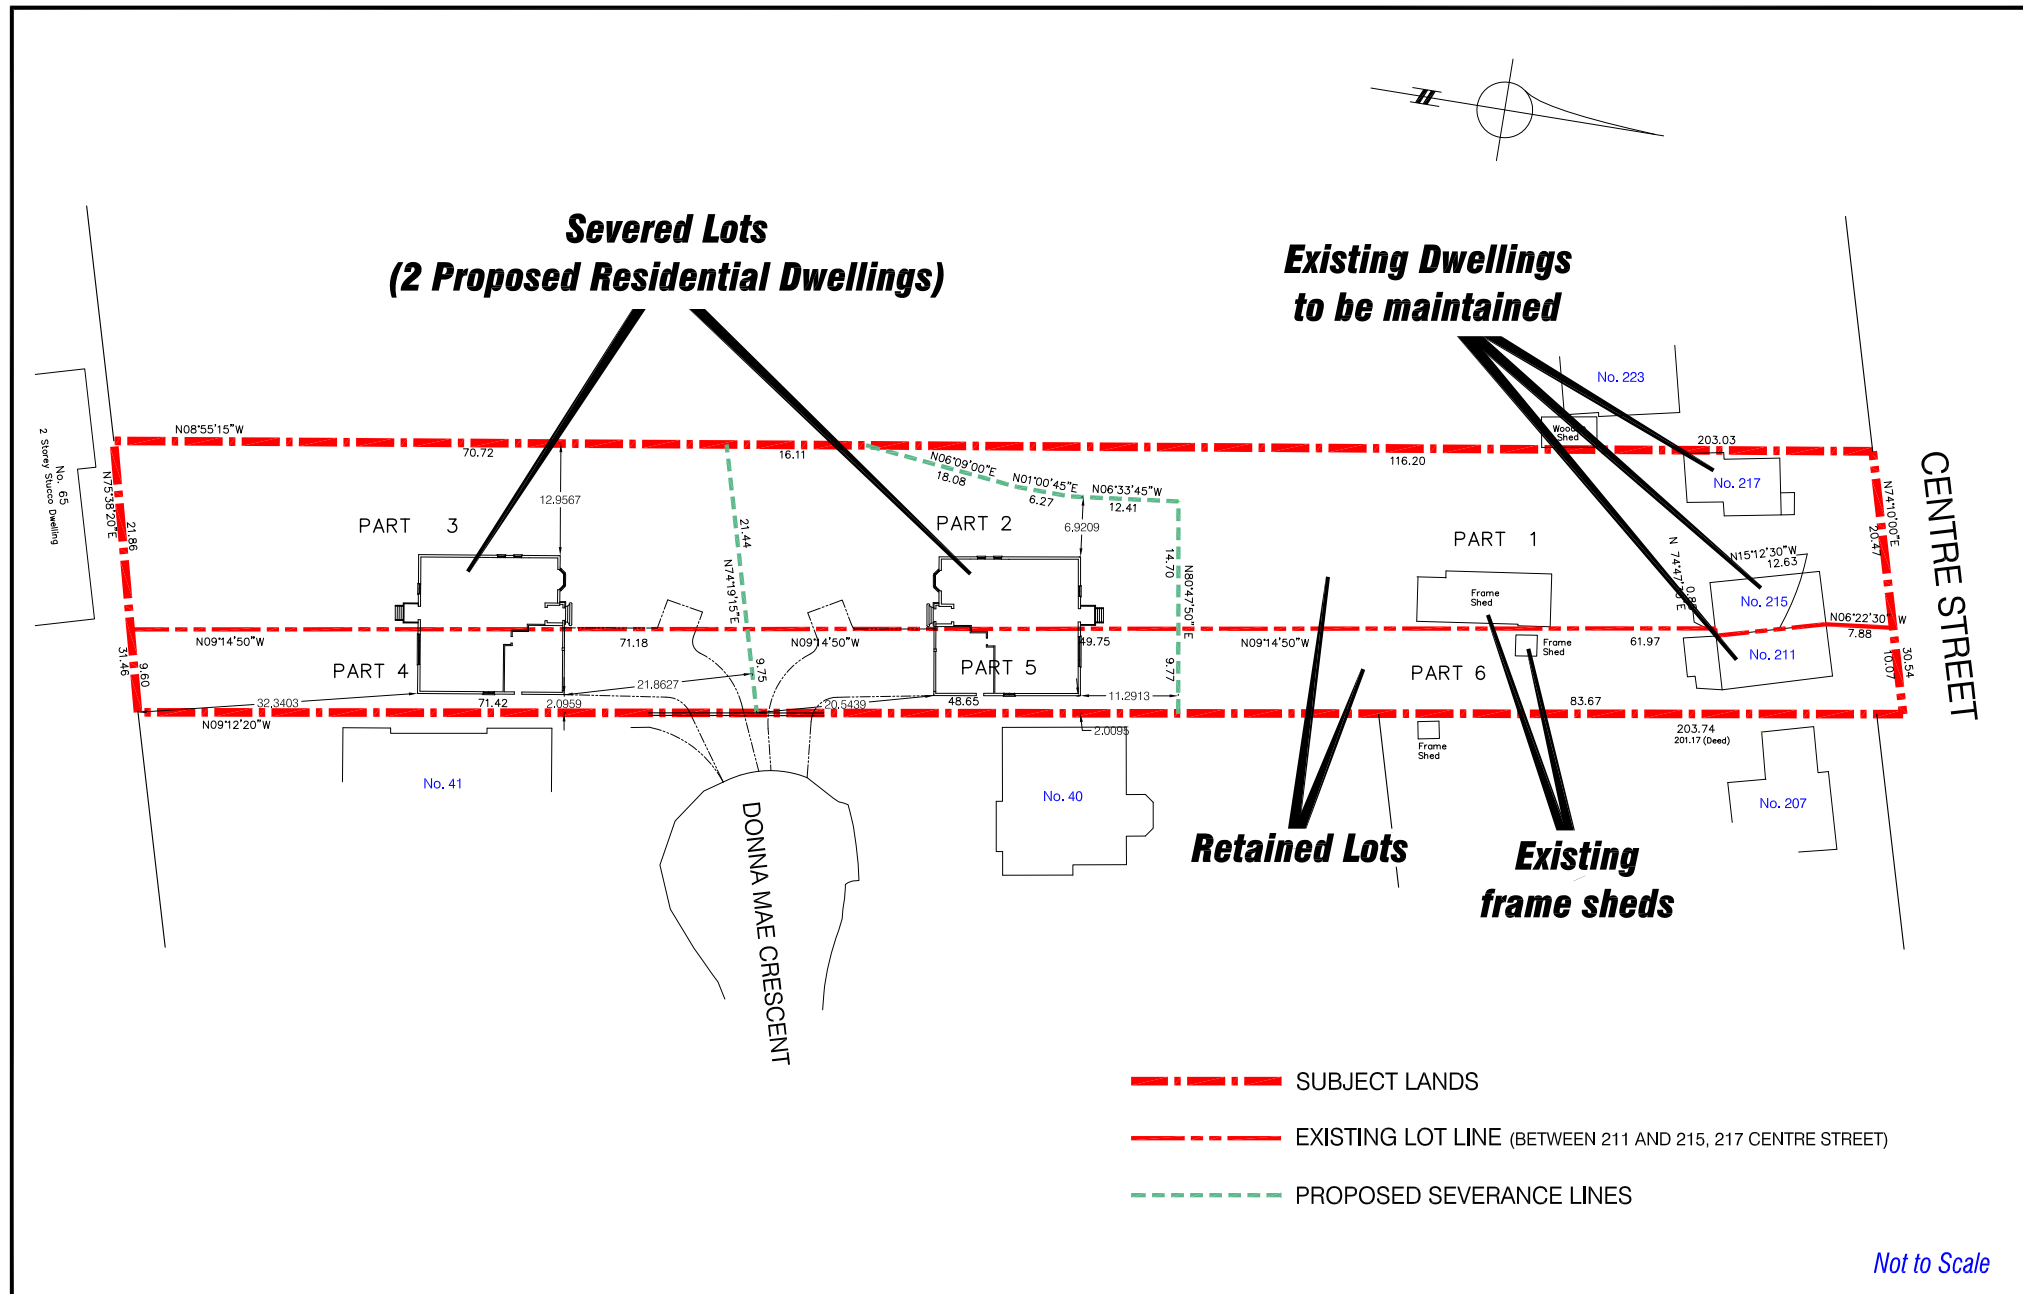 Severed Lots
(2 Proposed Residential Dwellings)
Existing Dwellings
to be maintained
No. 223
Wooden
Shed
N08°55'15"W
70.72
16.11
116.20
203.03
No. 217
CENTRE STREET
No. 65
2 Storey Stucco Dwelling
N75°38'20"E
21.86
12.9567
N06°09'00"E
18.08
N01°00'45"E
6.27
N06°33'45"W
12.41
N74°10'00"E
20.47
PART 3
PART 2
PART 1
21.44
N74°19'15"E
6.9209
14.70
N80°47'50"E
N15°12'30"W
12.63
Frame
Shed
No. 215
N06°22'30"W
7.88
N09°14'50"W
71.18
N09°14'50"W
49.75
N09°14'50"W
61.97
Frame
Shed
No. 211
31.46
9.60
PART 4
PART 5
PART 6
9.75
9.77
30.54
10.07
21.8627
32.3403
71.42
2.0959
20.5439
48.65
11.2913
83.67
N09°12'20"W
2.0095
203.74
201.17 (Deed)
Frame
Shed
No. 41
No. 40
No. 207
DONNA MAE CRESCENT
Retained Lots
Existing
frame sheds
SUBJECT LANDS
EXISTING LOT LINE (BETWEEN 211 AND 215, 217 CENTRE STREET)
PROPOSED SEVERANCE LINES
Not to Scale